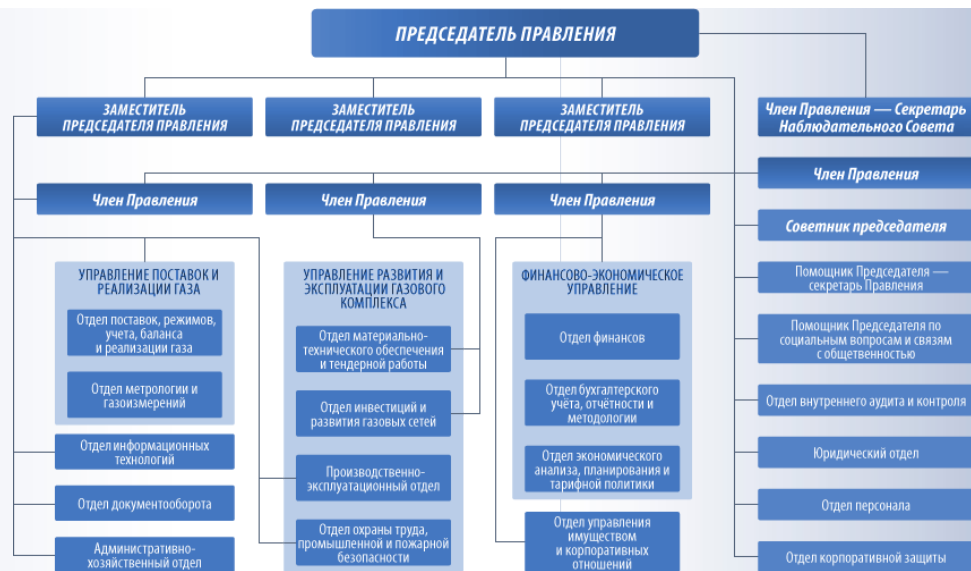 ПРЕДСЕДАТЕЛЬ ПРАВЛЕНИЯ
ЗАМЕСТИТЕЛЬ
ПРЕДСЕДАТЕЛЯ ПРАВЛЕНИЯ
ЗАМЕСТИТЕЛЬ
ПРЕДСЕДАТЕЛЯ ПРАВЛЕНИЯ
ЗАМЕСТИТЕЛЬ
ПРЕДСЕДАТЕЛЯ ПРАВЛЕНИЯ
Член Правления — Секретарь
Наблюдательного Совета
Член Правления
Член Правления
Член Правления
Член Правления
Советник председателя
УПРАВЛЕНИЕ ПОСТАВОК И
РЕАЛИЗАЦИИ ГАЗА
Отдел поставок, режимов,
учета, баланса
и реализации газа
Отдел метрологии и
газоизмерений
Отдел информационных
технологий
Отдел документооборота
Административно-
хозяйственный отдел
УПРАВЛЕНИЕ РАЗВИТИЯ И
ЭКСПЛУАТАЦИИ ГАЗОВОГО
КОМПЛЕКСА
Отдел материально-
технического обеспечения
и тендерной работы
Отдел инвестиций и
развития газовых сетей
Производственно-
эксплуатационный отдел
Отдел охраны труда,
промышленной и пожарной
безопасности
ФИНАНСОВО-ЭКОНОМИЧЕСКОЕ
УПРАВЛЕНИЕ
Отдел финансов
Отдел бухгалтерского
учёта, отчётности и
методологии
Отдел экономического
анализа, планирования и
тарифной политики
Отдел управления
имуществом
и корпоративных
отношений
Помощник Председателя —
секретарь Правления
Помощник Председателя по
социальным вопросам и связям
с общетвенностью
Отдел внутреннего аудита и контроля
Юридический отдел
Отдел персонала
Отдел корпоративной защиты